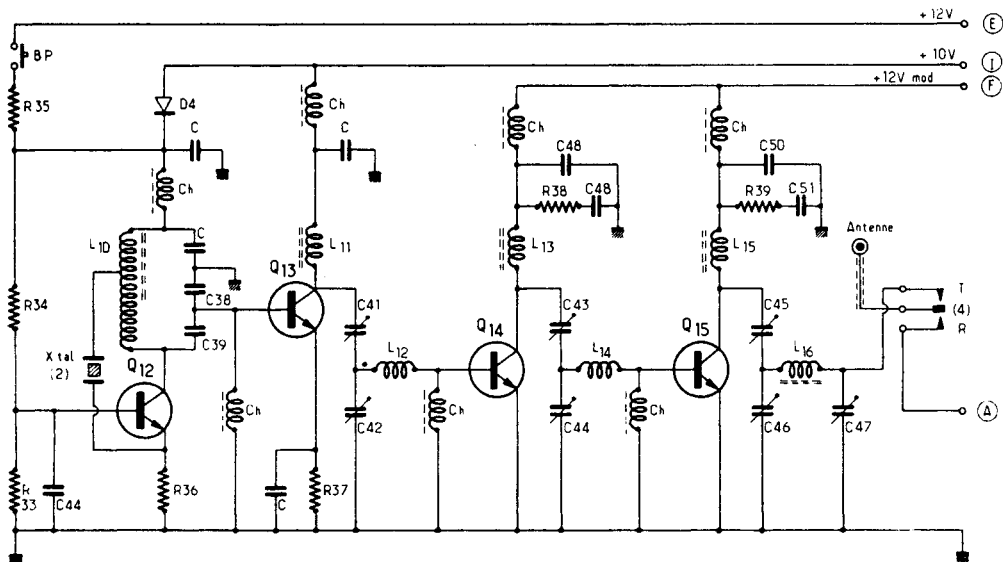 +12V E
BP
+10V J
+12V mod F
R35
D4
C
Ch
C
Ch
Ch
C48
R38 C48
Ch
C50
R39 C51
L10
C
L11
L13
L15
Antenne
Q13
R34
C38
C41
C43
C45
T
(4)
R
C39
Q14
Q15
L12
L14
L16
Xtal
(2)
Q12
Ch
Ch
Ch
C42
C44
C46
C47
A
R
33
C44
R36
C
R37